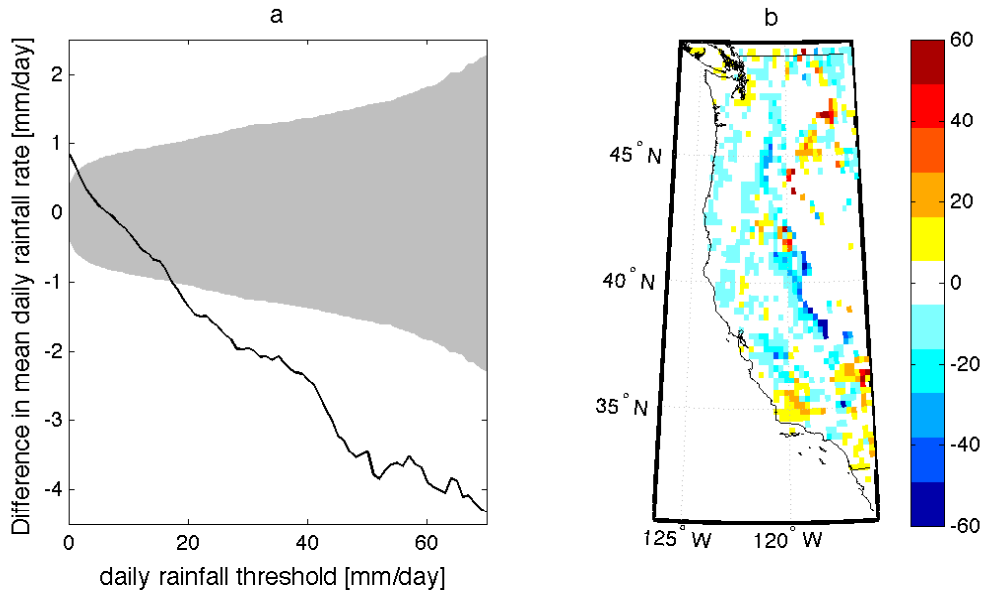 a
Difference in mean daily rainfall rate [mm/day]
2
1
0
-1
-2
-3
-4
0
20
40
60
daily rainfall threshold [mm/day]
b
45° N
40° N
35° N
125° W
120° W
60
40
20
0
-20
-40
-60